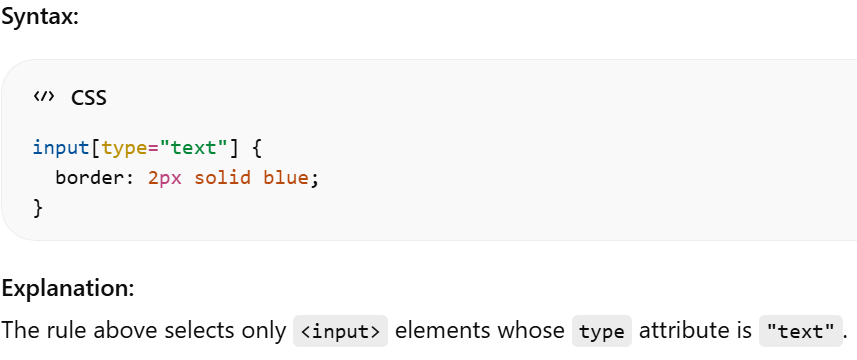 Syntax:
</> CSS
input[type="text"] {
  border: 2px solid blue;
}
Explanation:
The rule above selects only <input> elements whose type attribute is "text".